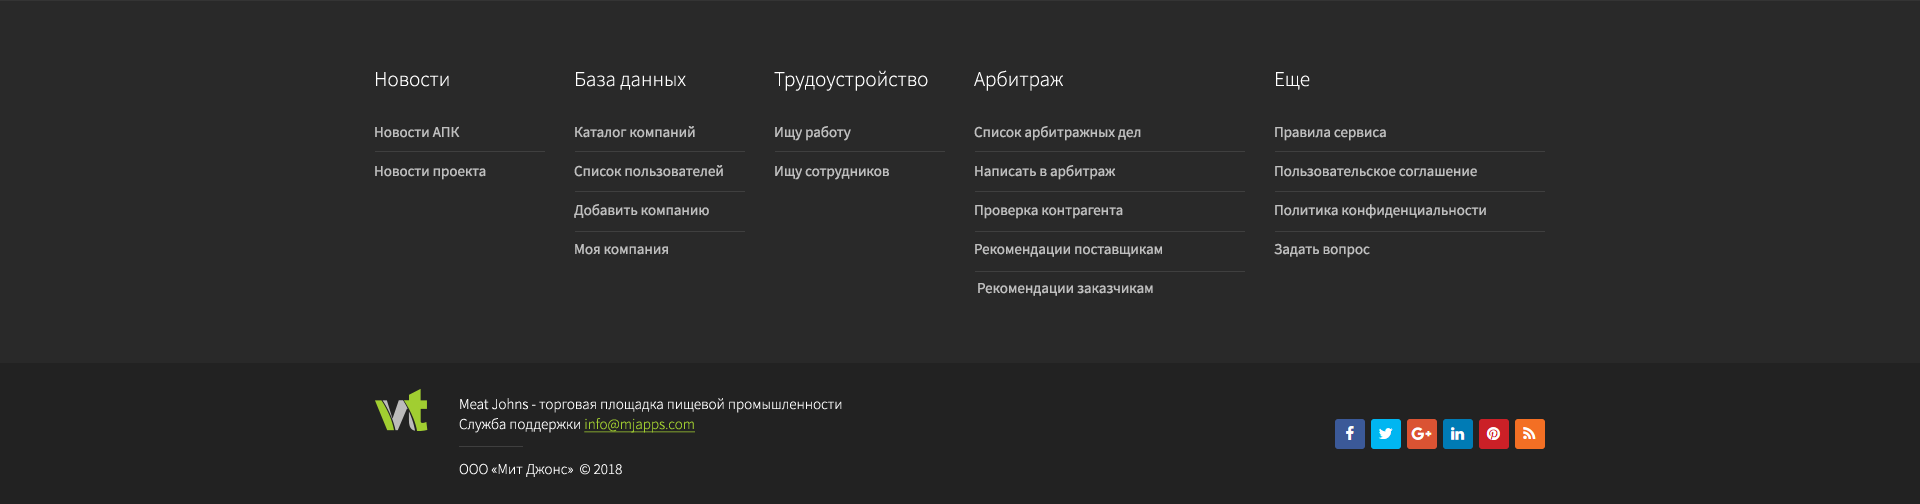 Новости
Новости АПК
Новости проекта
База данных
Каталог компаний
Список пользователей
Добавить компанию
Моя компания
Трудоустройство
Ищу работу
Ищу сотрудников
Арбитраж
Список арбитражных дел
Написать в арбитраж
Проверка контрагента
Рекомендации поставщикам
Рекомендации заказчикам
Еще
Правила сервиса
Пользовательское соглашение
Политика конфиденциальности
Задать вопрос
Meat Johns - торговая площадка пищевой промышленности
Служба поддержки info@mjapps.com
ООО «Мит Джонс» © 2018